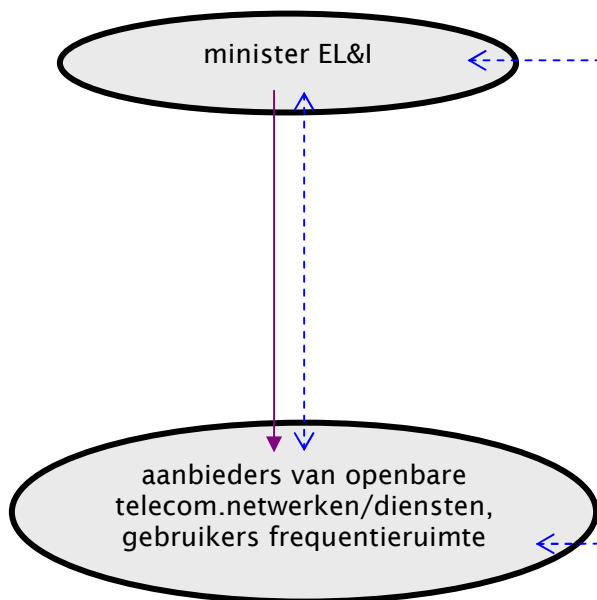 minister EL&I
aanbieders van openbare
telecom.netwerken/diensten,
gebruikers frequentieruimte